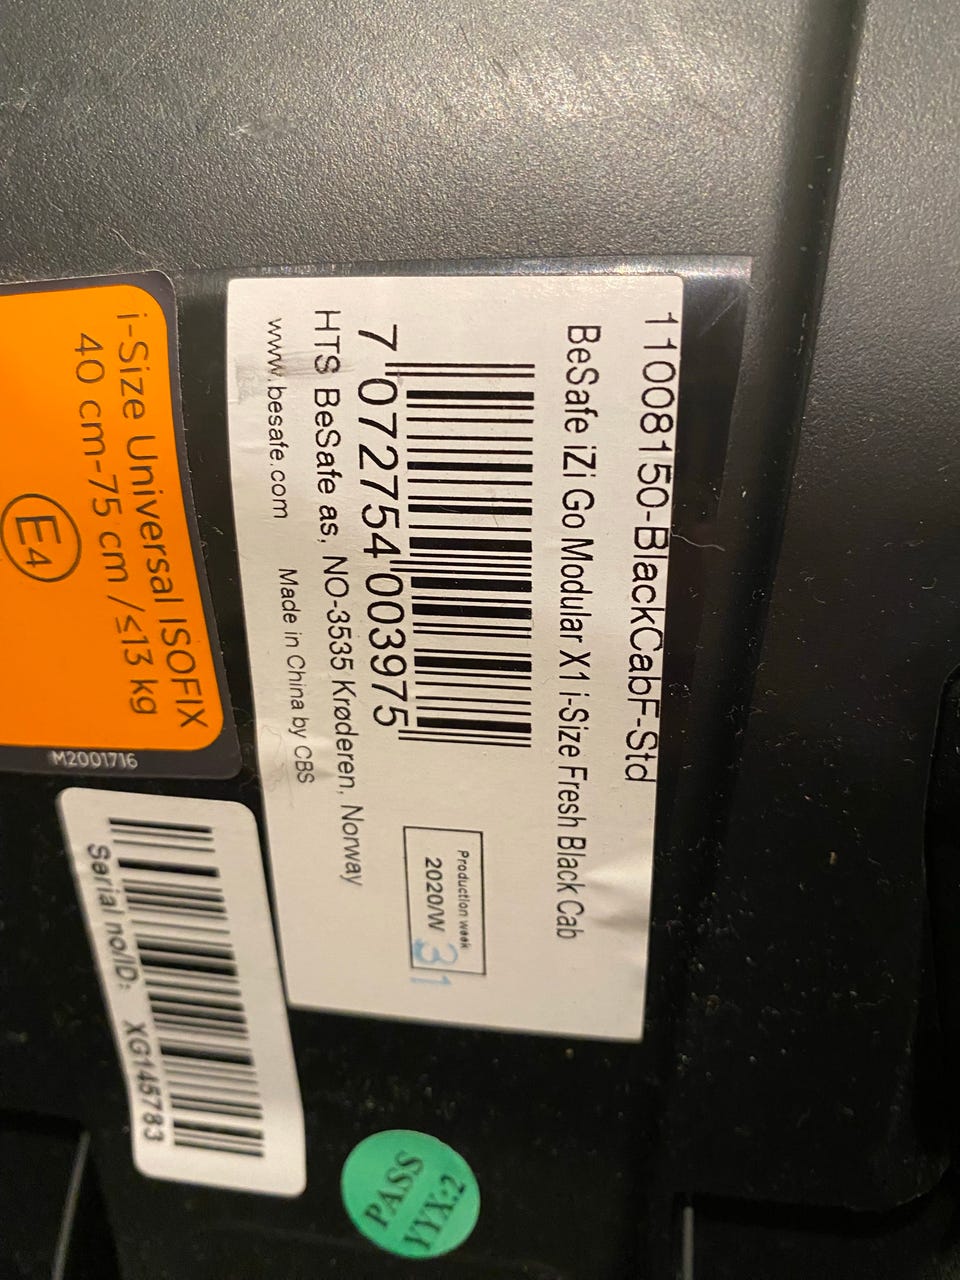 11008150-BlackCabF-Std
BeSafe iZi Go Modular X1 i-Size Fresh Black Cab
7 072754 003975
Production week
2020/W 31
HTS BeSafe as, NO-3535 Krøderen, Norway
www.besafe.com Made in China by CBS
i-Size Universal ISOFIX
40 cm-75 cm / ≤13 kg
E4
M2001716
Serial no/ID: XG145783
PASS
YYX:2